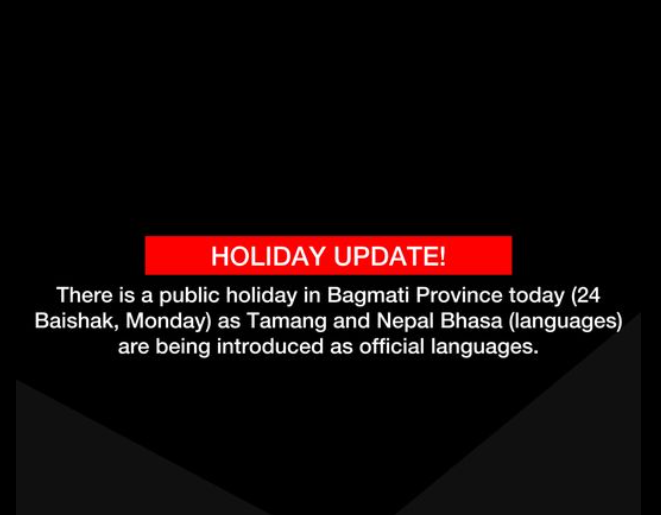 HOLIDAY UPDATE!
There is a public holiday in Bagmati Province today (24
Baishak, Monday) as Tamang and Nepal Bhasa (languages)
are being introduced as official languages.